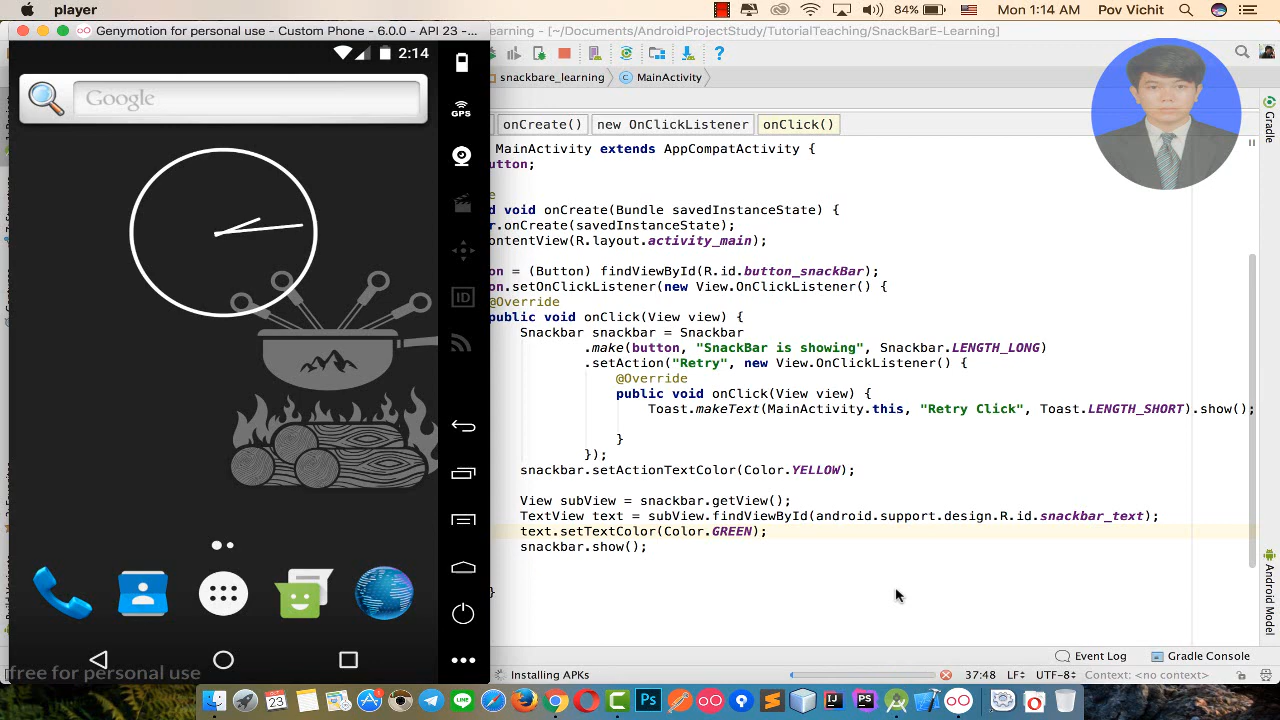 player
84%
Mon 1:14 AM
Pov Vichit
Genymotion for personal use - Custom Phone - 6.0.0 - API 23 -...
earning - [~/Documents/AndroidProjectStudy/TutorialTeaching/SnackBarE-Learning]
2:14
Google
GPS
ID
free for personal use
snackbare_learning
MainActivity
onCreate()
new OnClickListener
onClick()
MainActivity extends AppCompatActivity {
utton;
e
d void onCreate(Bundle savedInstanceState) {
r.onCreate(savedInstanceState);
ontentView(R.layout.activity_main);
on = (Button) findViewById(R.id.button_snackBar);
on.setOnClickListener(new View.OnClickListener() {
@Override
public void onClick(View view) {
Snackbar snackbar = Snackbar
.make(button, "SnackBar is showing", Snackbar.LENGTH_LONG)
.setAction("Retry", new View.OnClickListener() {
@Override
public void onClick(View view) {
Toast.makeText(MainActivity.this, "Retry Click", Toast.LENGTH_SHORT).show();
}
});
snackbar.setActionTextColor(Color.YELLOW);
View subView = snackbar.getView();
TextView text = subView.findViewById(android.support.design.R.id.snackbar_text);
text.setTextColor(Color.GREEN);
snackbar.show();
}
Gradle
Android Model
Event Log
Gradle Console
Installing APKs
37:48
LF÷
UTF-8÷
Context: <no context>
23
LINE
Ps
IJ
PS